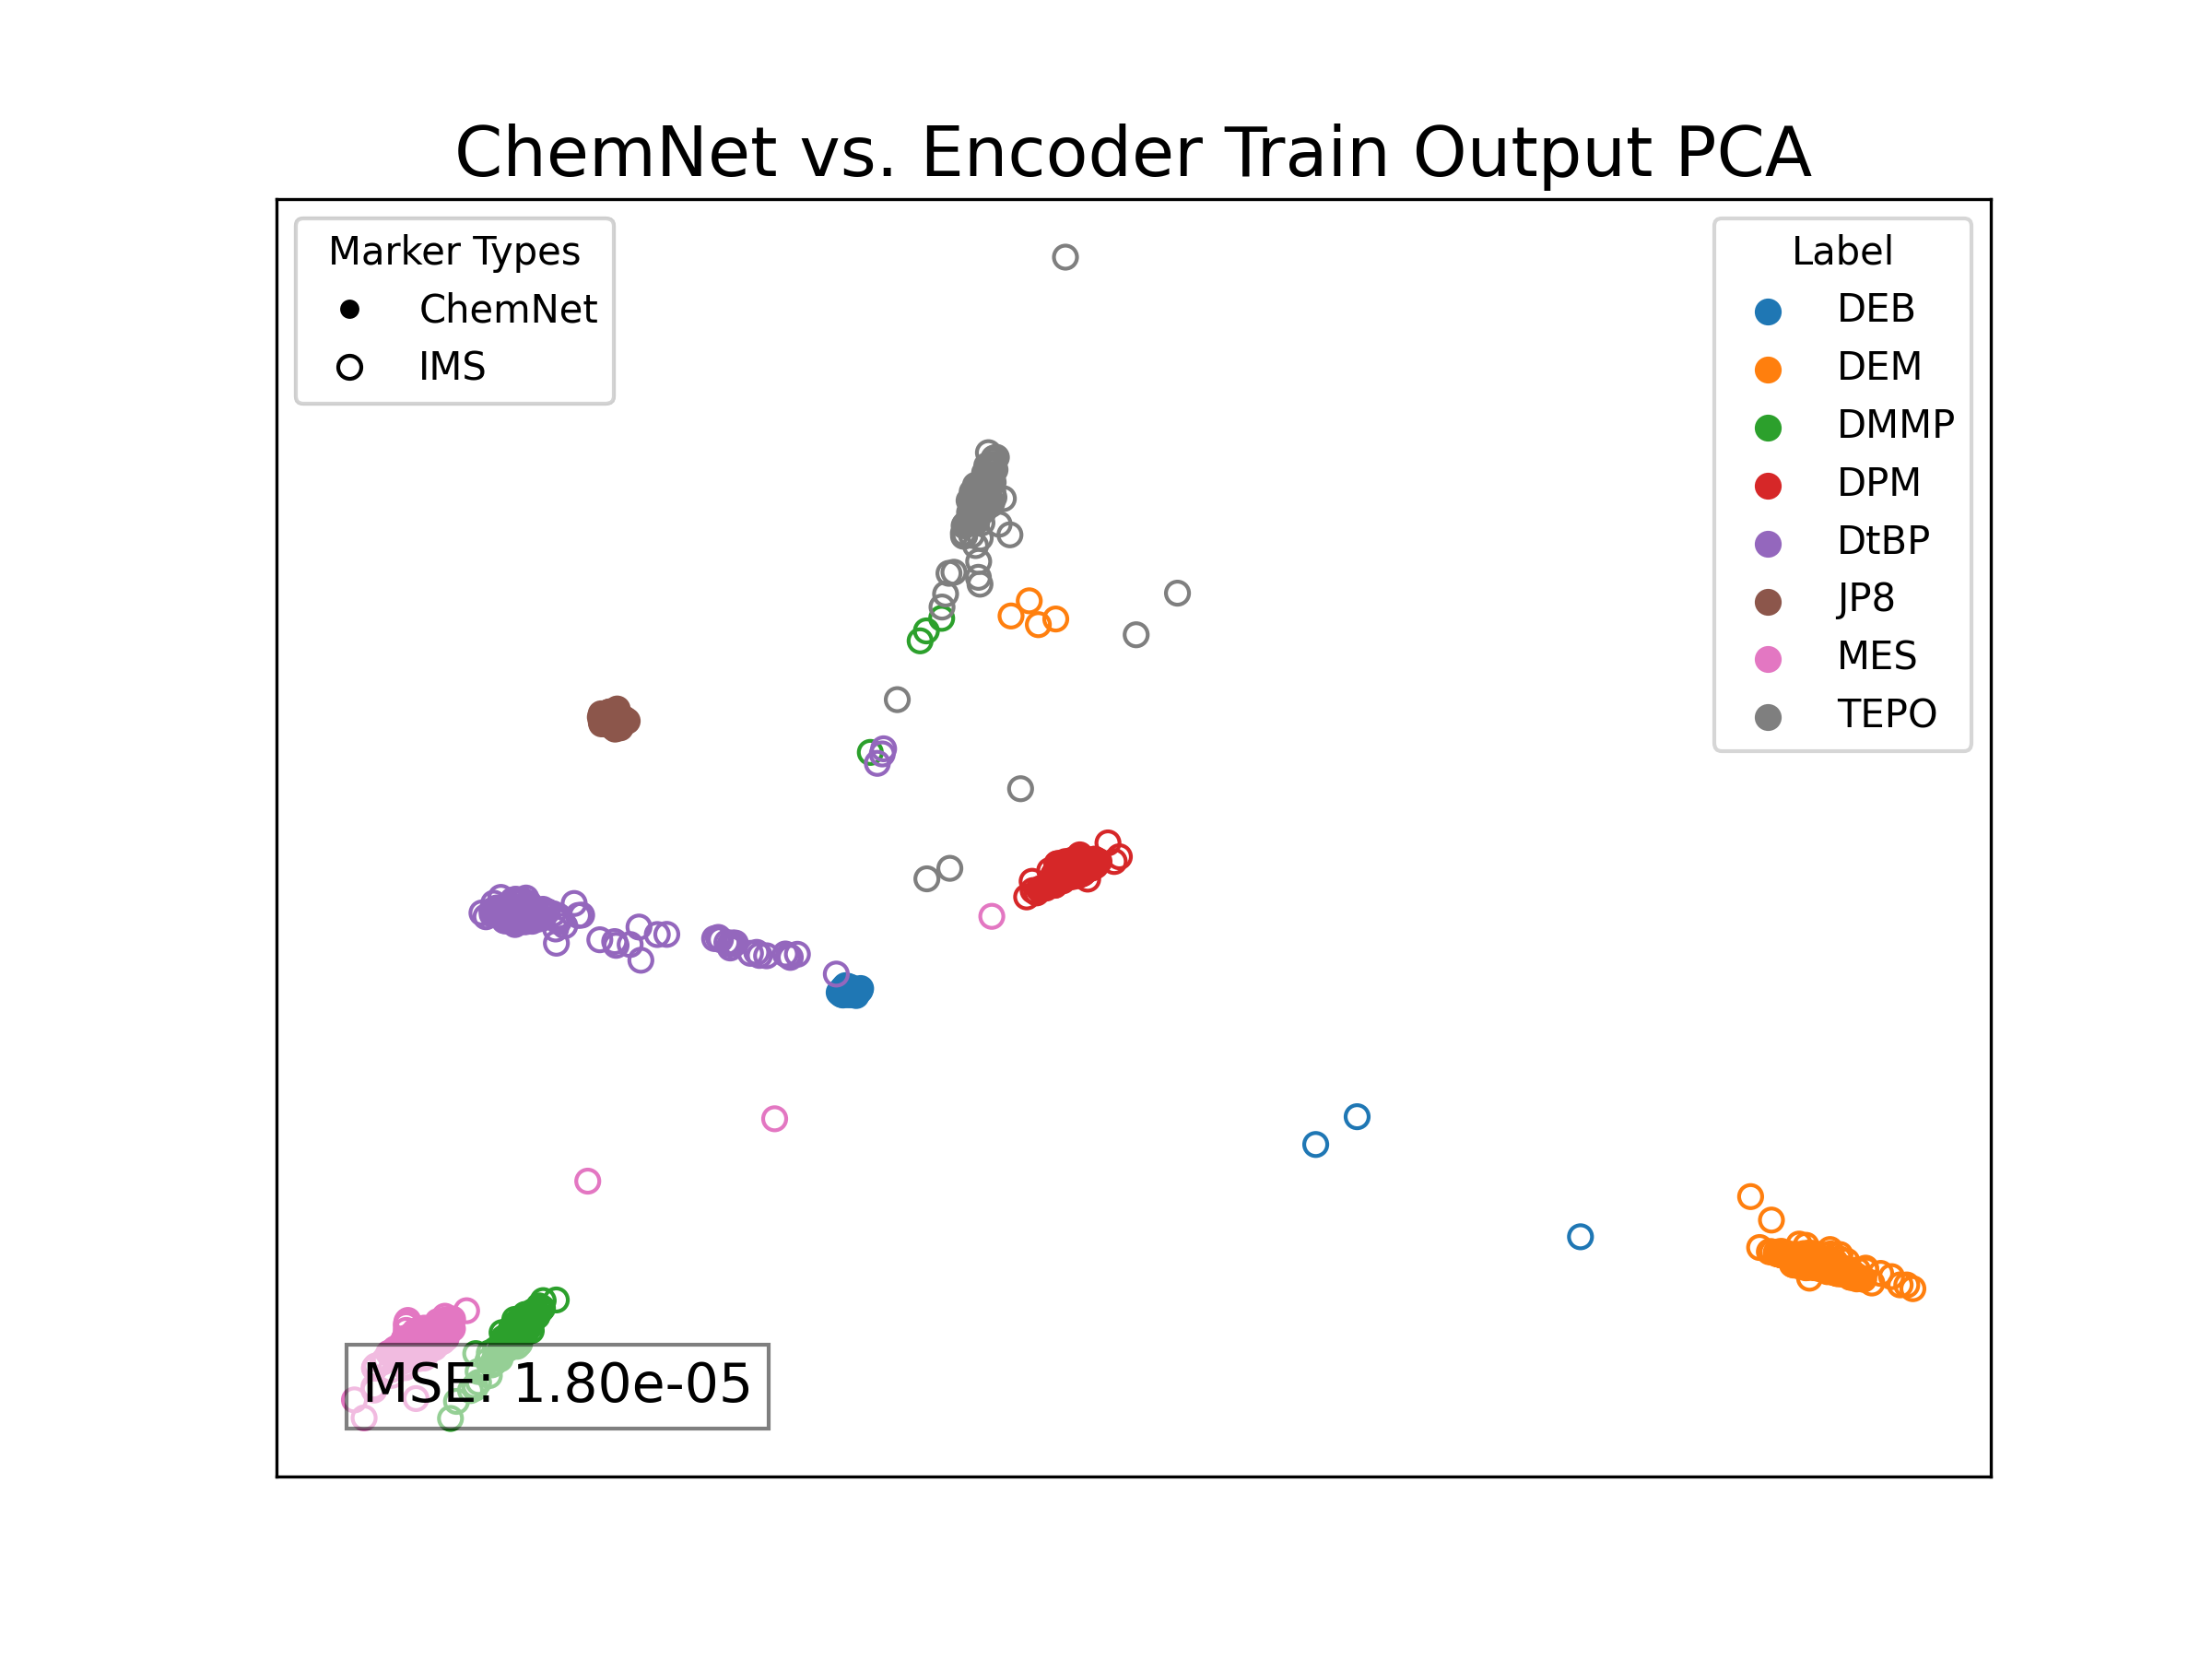 ChemNet vs. Encoder Train Output PCA
Marker Types
ChemNet
IMS
Label
DEB
DEM
DMMP
DPM
DtBP
JP8
MES
TEPO
MSE: 1.80e-05